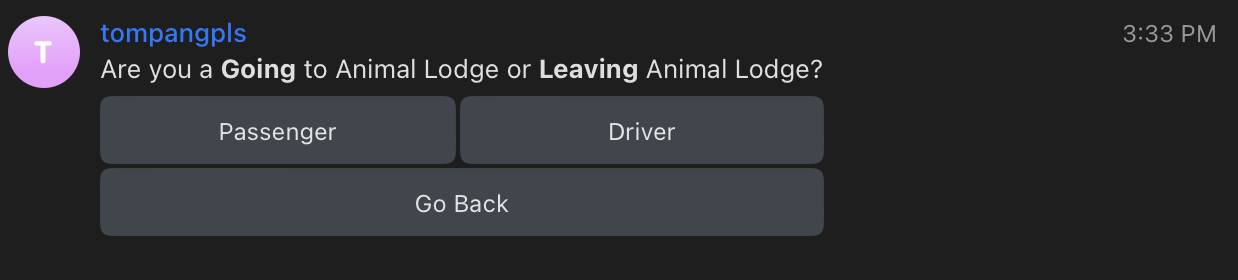 T
tompangpls 3:33 PM
Are you a Going to Animal Lodge or Leaving Animal Lodge?
Passenger Driver
Go Back